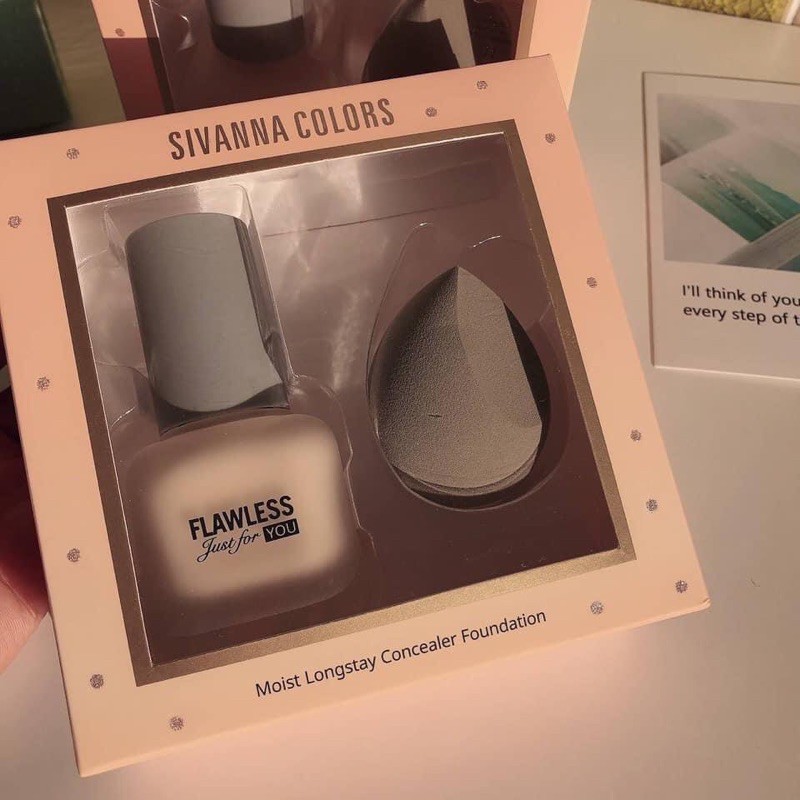 SIVANNA COLORS
FLAWLESS
Just for YOU
Moist Longstay Concealer Foundation
I'll think of you
every step of t